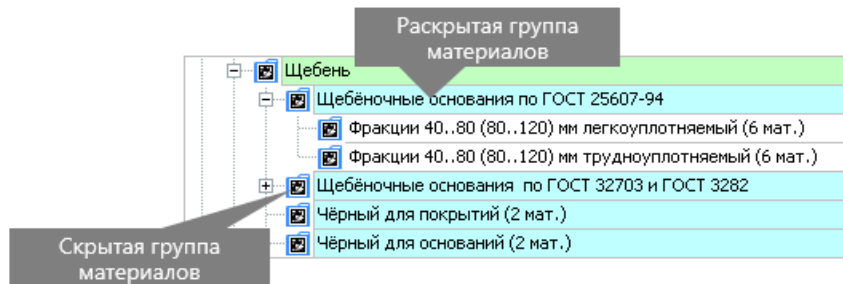 Раскрытая группа
материалов
Щебень
Щебёночные основания по ГОСТ 25607-94
Фракции 40..80 (80..120) мм легкоуплотняемый (6 мат.)
Фракции 40..80 (80..120) мм трудноуплотняемый (6 мат.)
Щебёночные основания по ГОСТ 32703 и ГОСТ 3282
Чёрный для покрытий (2 мат.)
Чёрный для оснований (2 мат.)
Скрытая группа
материалов